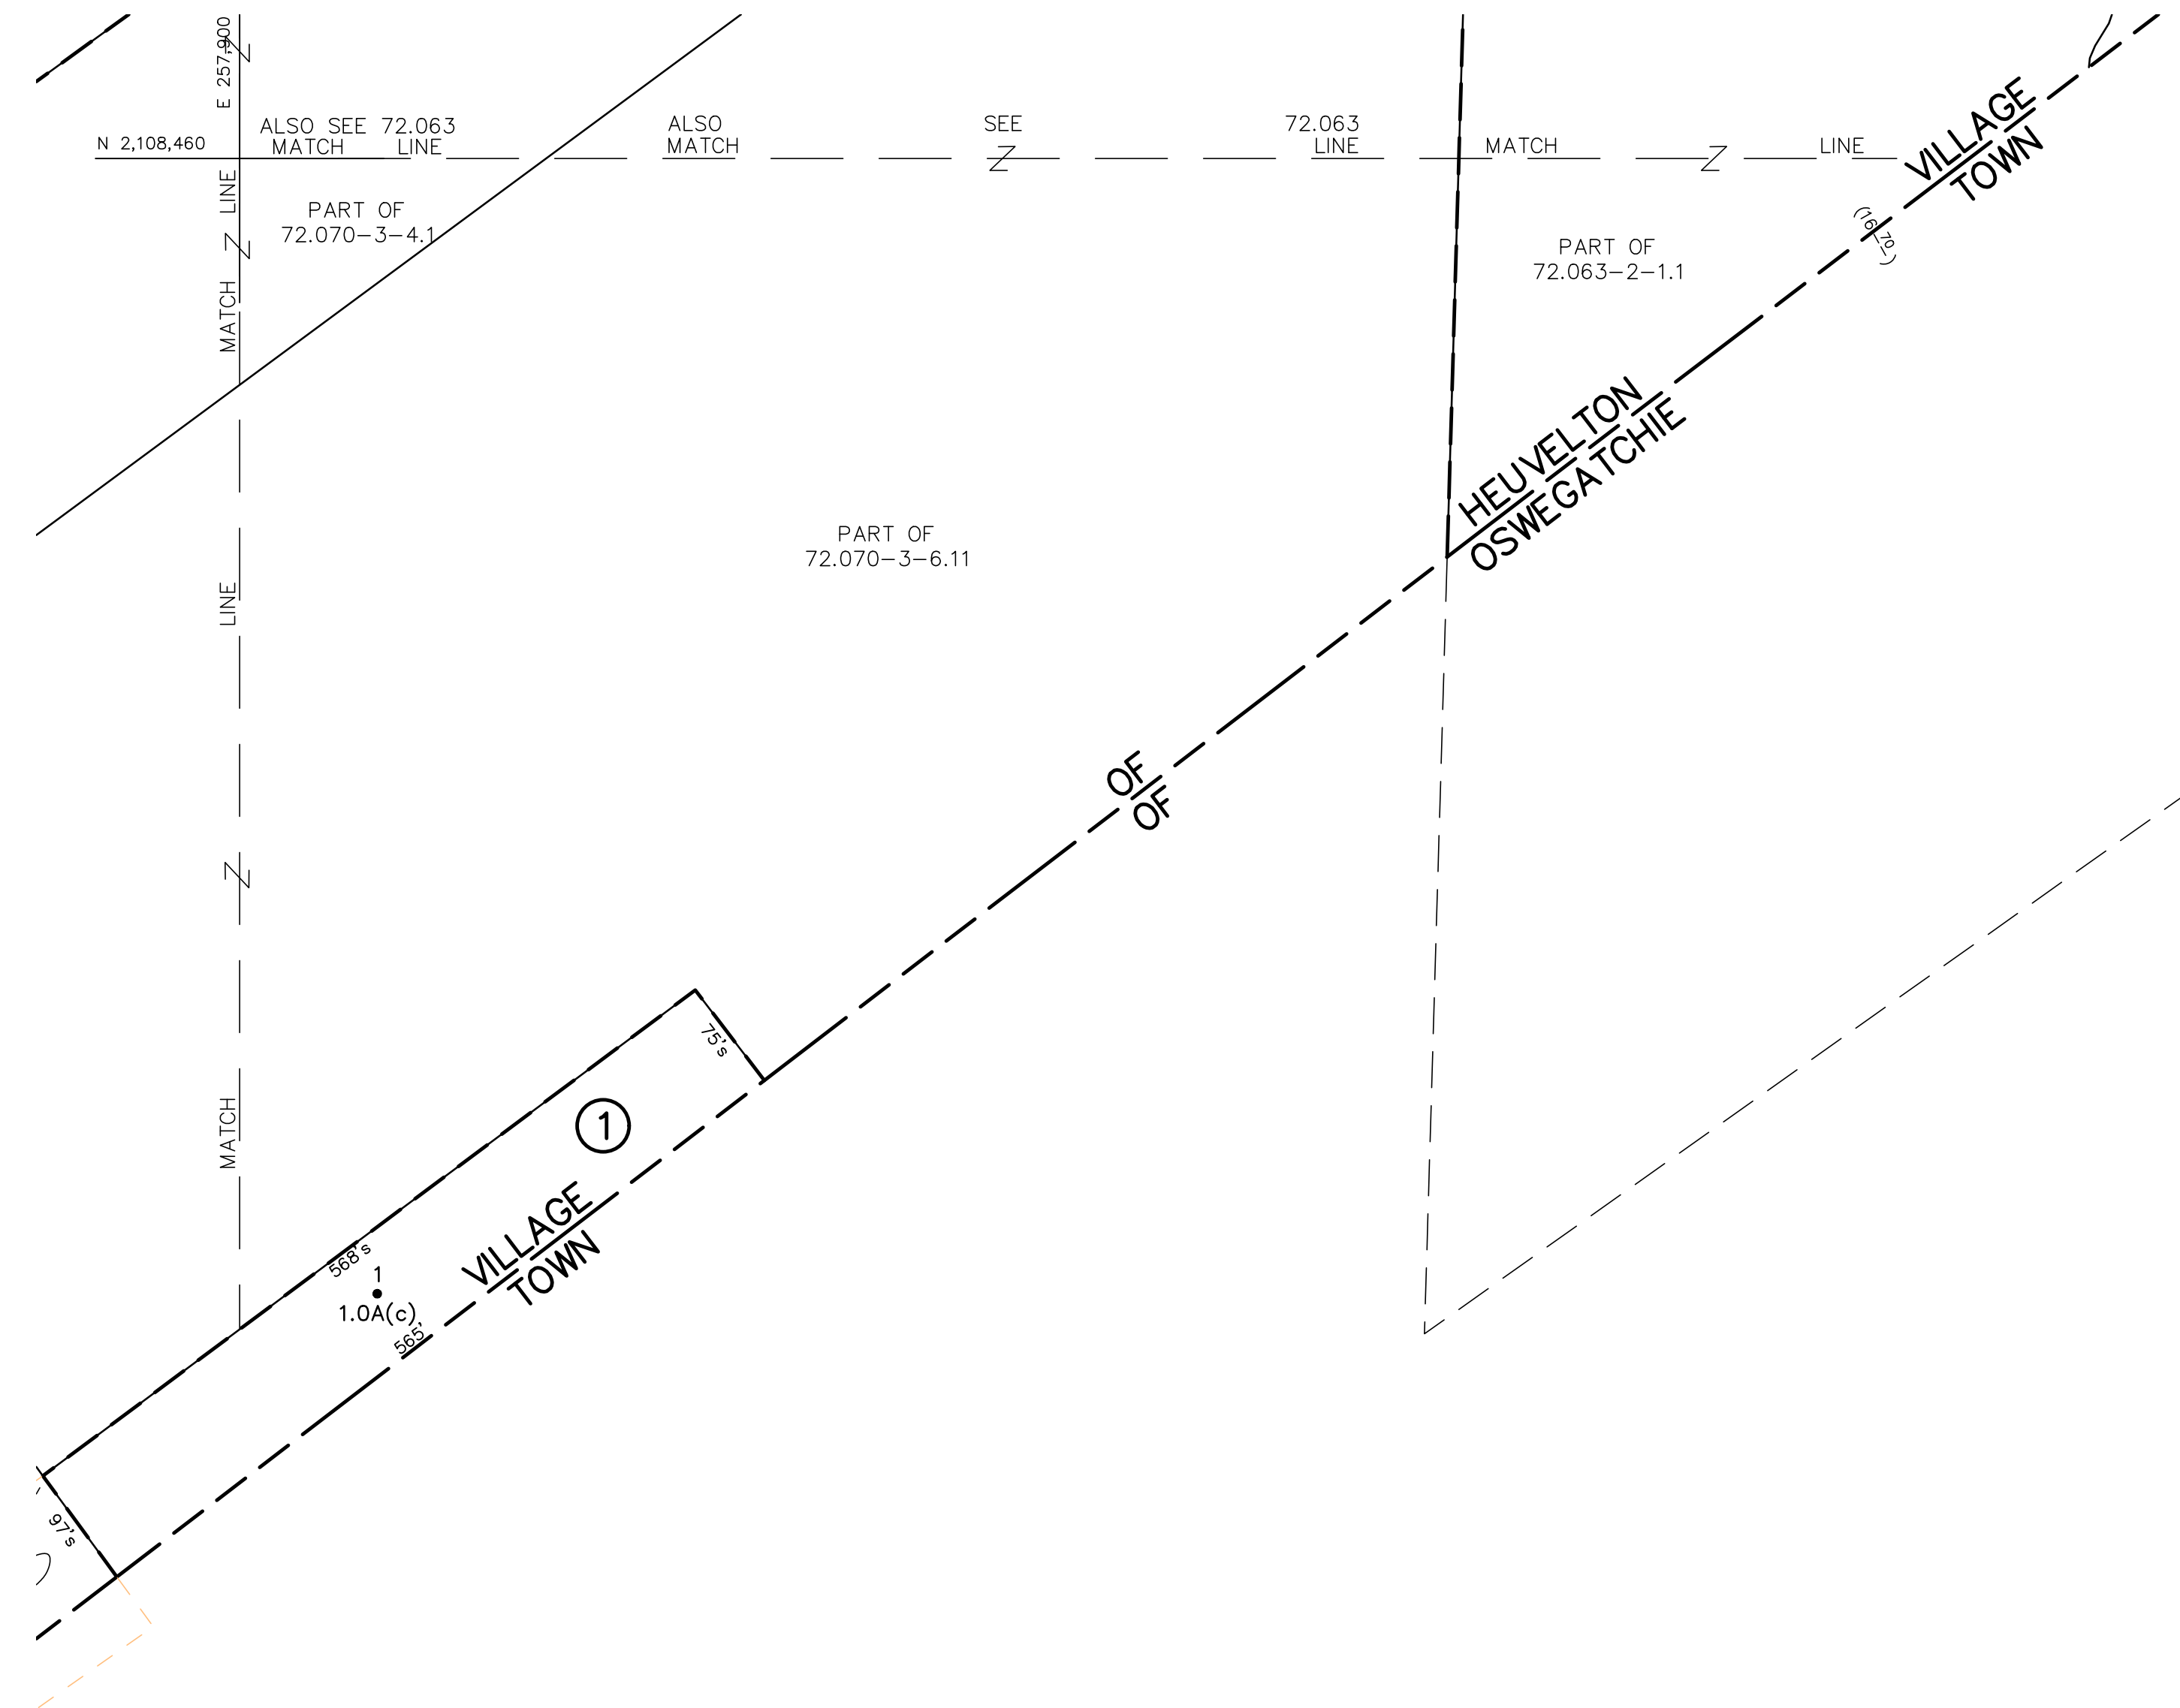 E 257,900
N 2,108,460
ALSO SEE 72.063
MATCH LINE
ALSO SEE 72.063
MATCH LINE
MATCH LINE
MATCH LINE
PART OF
72.070-3-4.1
PART OF
72.063-2-1.1
VILLAGE
TOWN
HEUVELTON
OSWEGATCHIE
PART OF
72.070-3-6.11
MATCH LINE
OF
OF
75's
1
VILLAGE
TOWN
568's
1
1.0A(c)
565'
97's